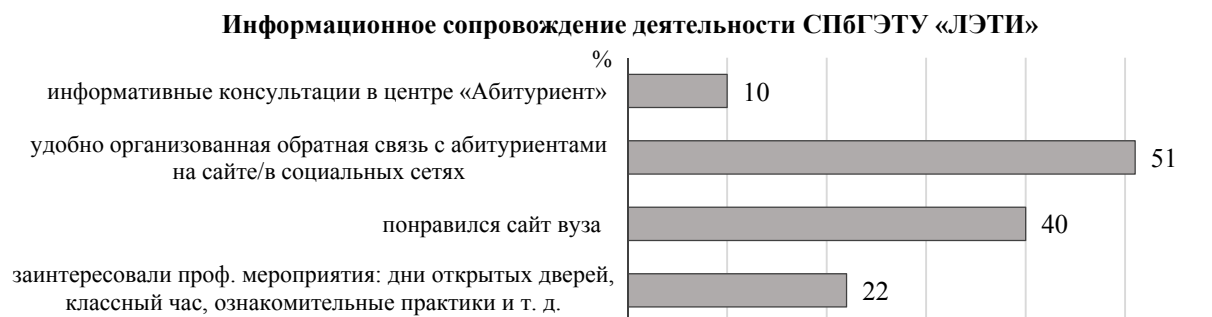 Информационное сопровождение деятельности СПбГЭТУ «ЛЭТИ»
%
информативные консультации в центре «Абитуриент»
10
удобно организованная обратная связь с абитуриентами
на сайте/в социальных сетях
51
понравился сайт вуза
40
заинтересовали проф. мероприятия: дни открытых дверей,
классный час, ознакомительные практики и т. д.
22